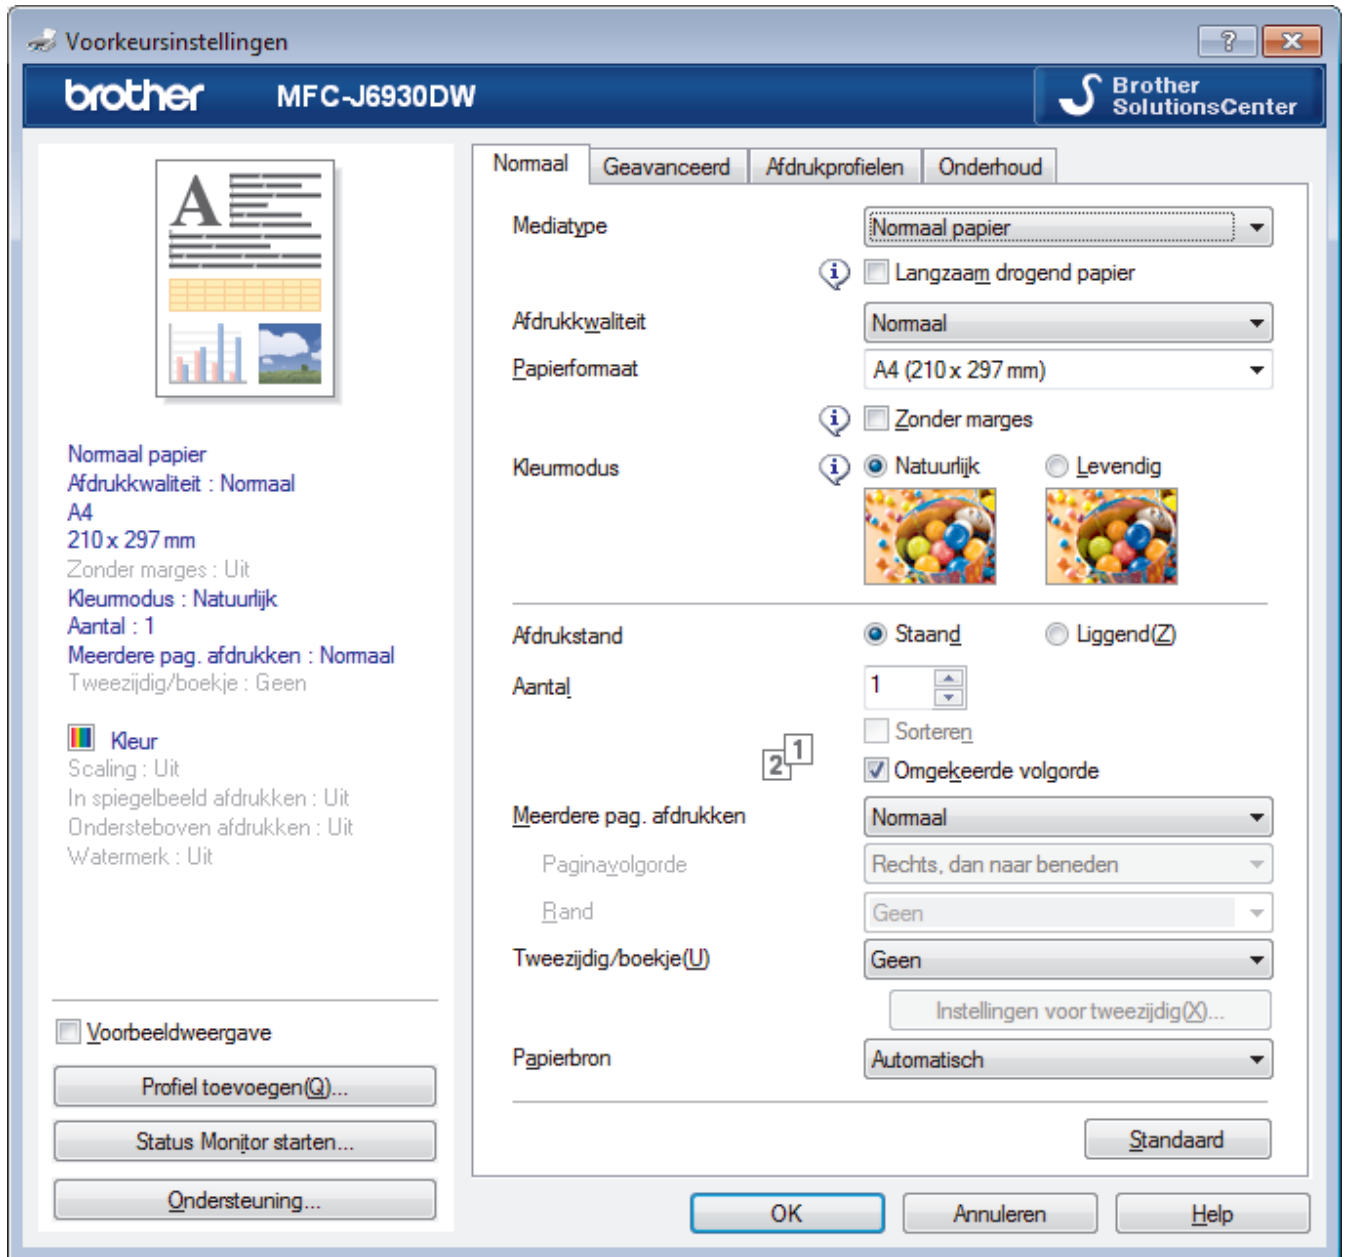 Voorkeursinstellingen
brother MFC-J6930DW
Brother
SolutionsCenter
Normaal Geavanceerd Afdrukprofielen Onderhoud
A
Normaal papier
Afdrukkwaliteit : Normaal
A4
210 x 297 mm
Zonder marges : Uit
Kleurmodus : Natuurlijk
Aantal : 1
Meerdere pag. afdrukken : Normaal
Tweezijdig/boekje : Geen
Kleur
Scaling : Uit
In spiegelbeeld afdrukken : Uit
Ondersteboven afdrukken : Uit
Watermerk : Uit
Voorbeeldweergave
Profiel toevoegen(Q)...
Status Monitor starten...
Ondersteuning...
Mediatype Normaal papier
Langzaam drogend papier
Afdrukkwaliteit Normaal
Papierformaat A4 (210 x 297 mm)
Zonder marges
Kleurmodus Natuurlijk Levendig
Afdrukstand Staand Liggend(Z)
Aantal 1
Sorteren
2 1 Omgekeerde volgorde
Meerdere pag. afdrukken Normaal
Paginavolgorde Rechts, dan naar beneden
Rand Geen
Tweezijdig/boekje(U) Geen
Instellingen voor tweezijdig(X)...
Papierbron Automatisch
Standaard
OK Annuleren Help